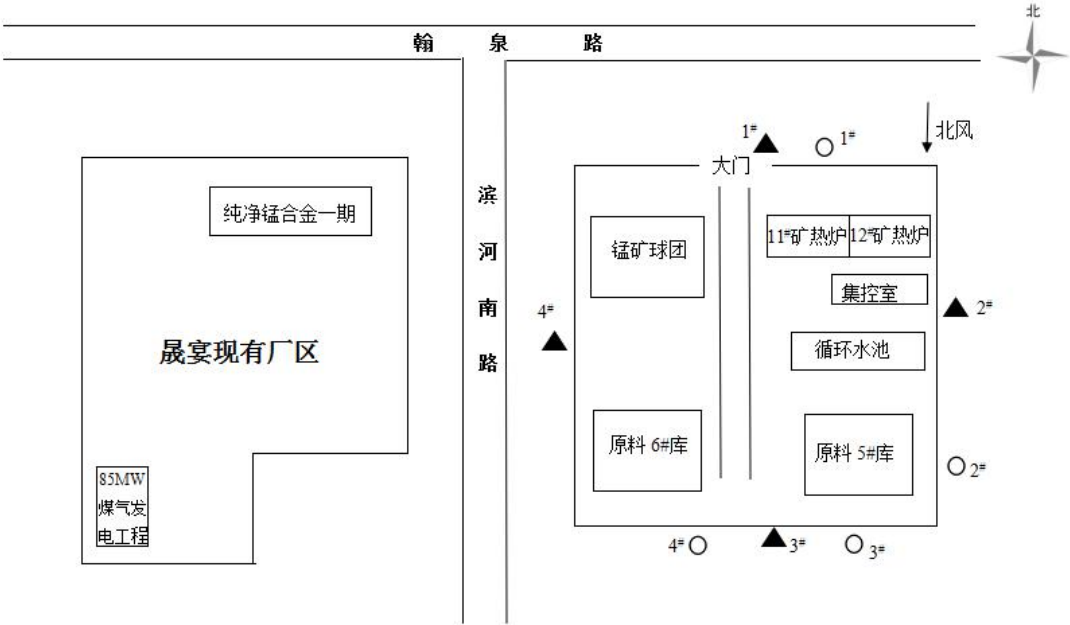 北
翰泉路
1#
1#
北风
大门
纯净锰合金一期
滨河南路
锰矿球团
11#矿热炉
12#矿热炉
集控室
4#
2#
晟宴现有厂区
循环水池
原料 6#库
原料 5#库
85MW
煤气发
电工程
2#
4#
3#
3#